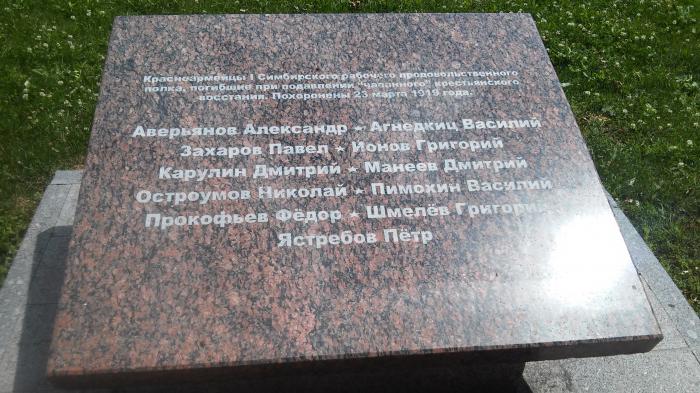 Красноармейцы I Симбирского рабочего продовольственного
полка, погибшие при подавлении "чапанного" крестьянского
восстания. Похоронены 23 марта 1919 года.
Аверьянов Александр ★ Агнедкиц Василий
Захаров Павел ★ Ионов Григорий
Карулин Дмитрий ★ Манеев Дмитрий
Остроумов Николай ★ Пимохин Василий
Прокофьев Фёдор ★ Шмелёв Григорий
Ястребов Пётр